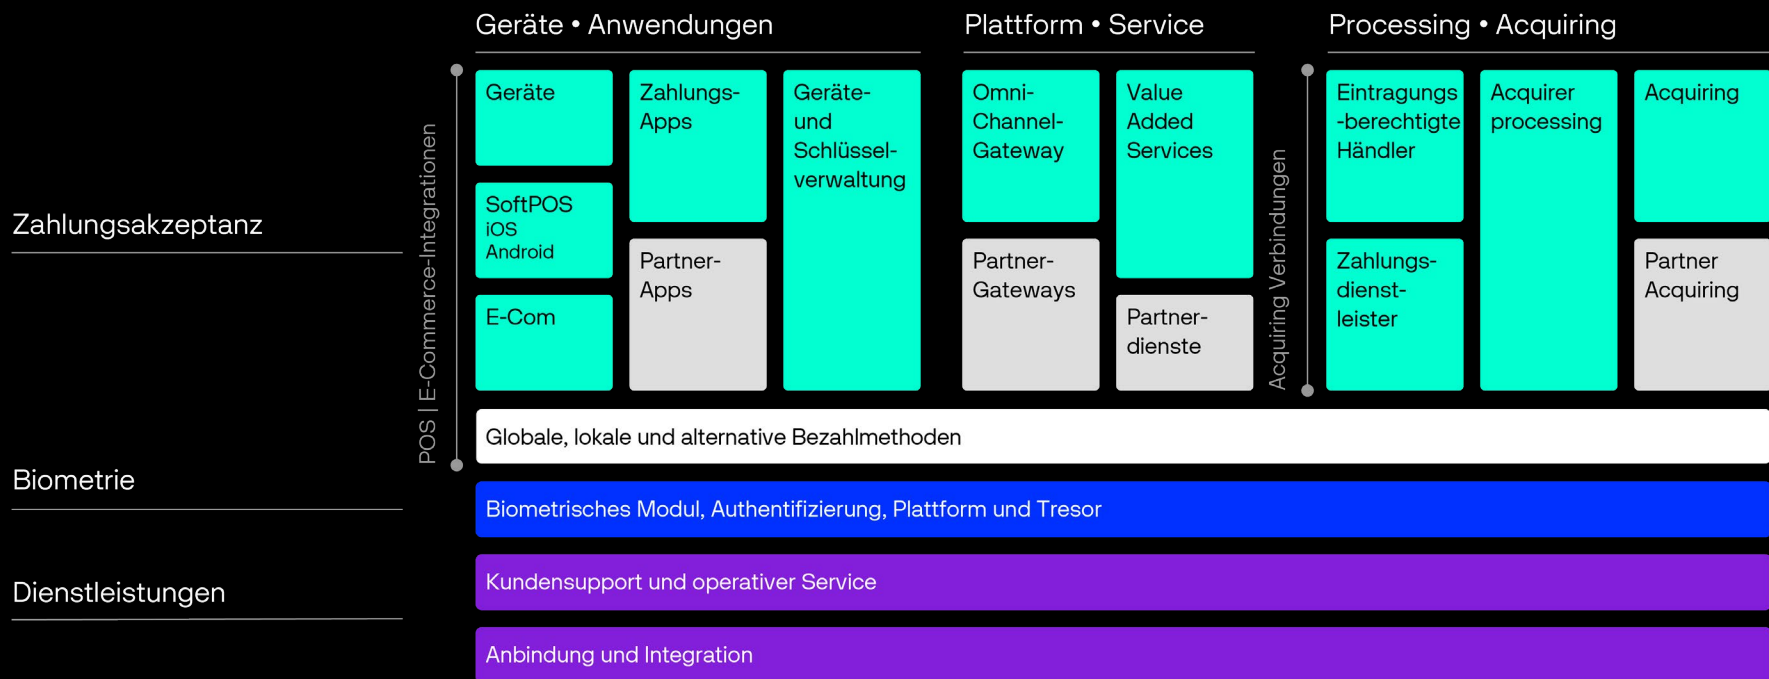 Geräte • Anwendungen
Plattform • Service
Processing • Acquiring
Zahlungsakzeptanz
POS | E-Commerce-Integrationen
Geräte
SoftPOS
iOS
Android
E-Com
Zahlungs-
Apps
Partner-
Apps
Geräte-
und
Schlüssel-
verwaltung
Omni-
Channel-
Gateway
Partner-
Gateways
Value
Added
Services
Partner-
dienste
Acquiring Verbindungen
Eintragungs
-berechtigte
Händler
Zahlungs-
dienst-
leister
Acquirer
processing
Acquiring
Partner
Acquiring
Globale, lokale und alternative Bezahlmethoden
Biometrie
Biometrisches Modul, Authentifizierung, Plattform und Tresor
Dienstleistungen
Kundensupport und operativer Service
Anbindung und Integration